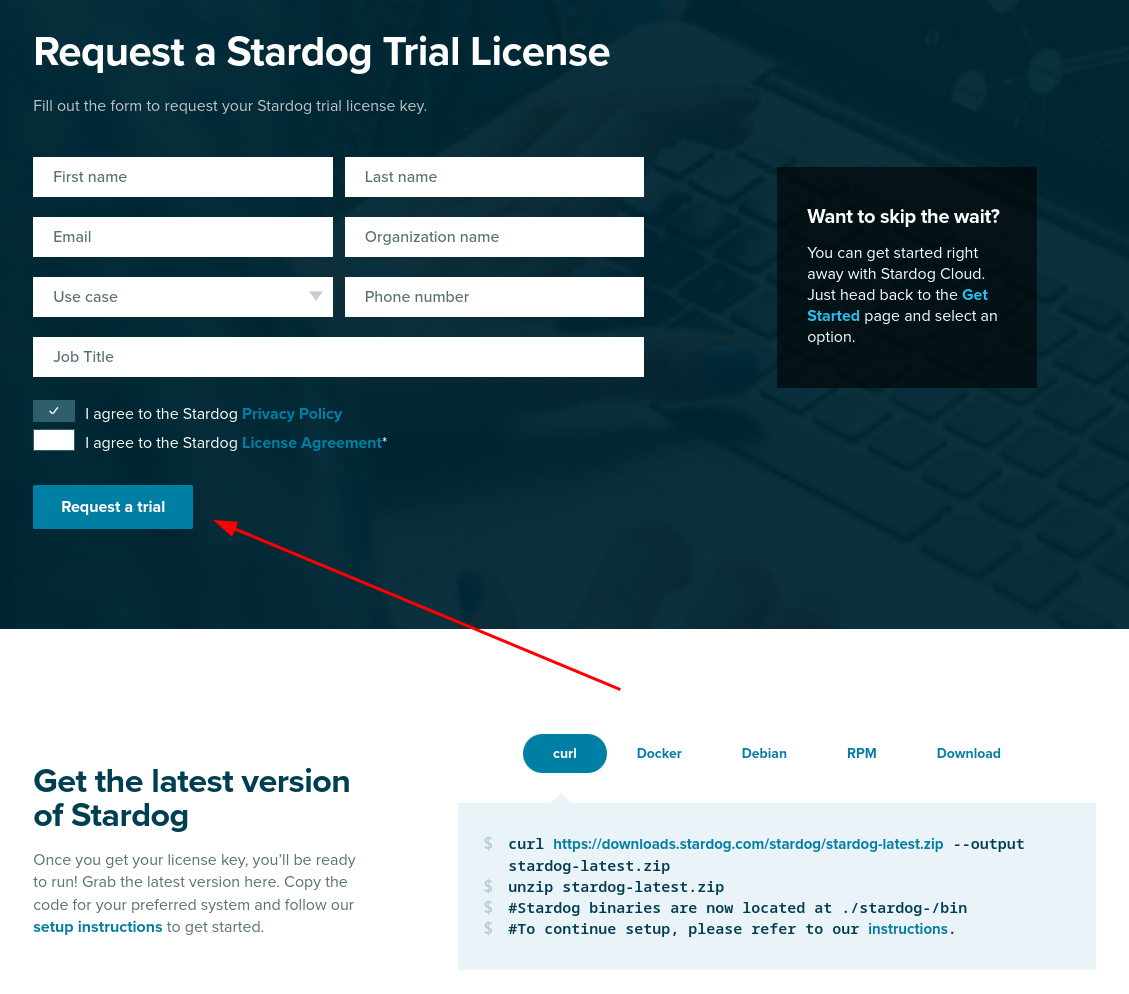 Request a Stardog Trial License
Fill out the form to request your Stardog trial license key.
First name
Last name
Email
Organization name
Use case
Phone number
Job Title
I agree to the Stardog Privacy Policy
I agree to the Stardog License Agreement*
Request a trial
Want to skip the wait?
You can get started right
away with Stardog Cloud.
Just head back to the Get
Started page and select an
option.
Get the latest version
of Stardog
Once you get your license key, you’ll be ready
to run! Grab the latest version here. Copy the
code for your preferred system and follow our
setup instructions to get started.
curl
Docker
Debian
RPM
Download
$ curl https://downloads.stardog.com/stardog/stardog-latest.zip --output
stardog-latest.zip
$ unzip stardog-latest.zip
$ #Stardog binaries are now located at ./stardog-/bin
$ #To continue setup, please refer to our instructions.